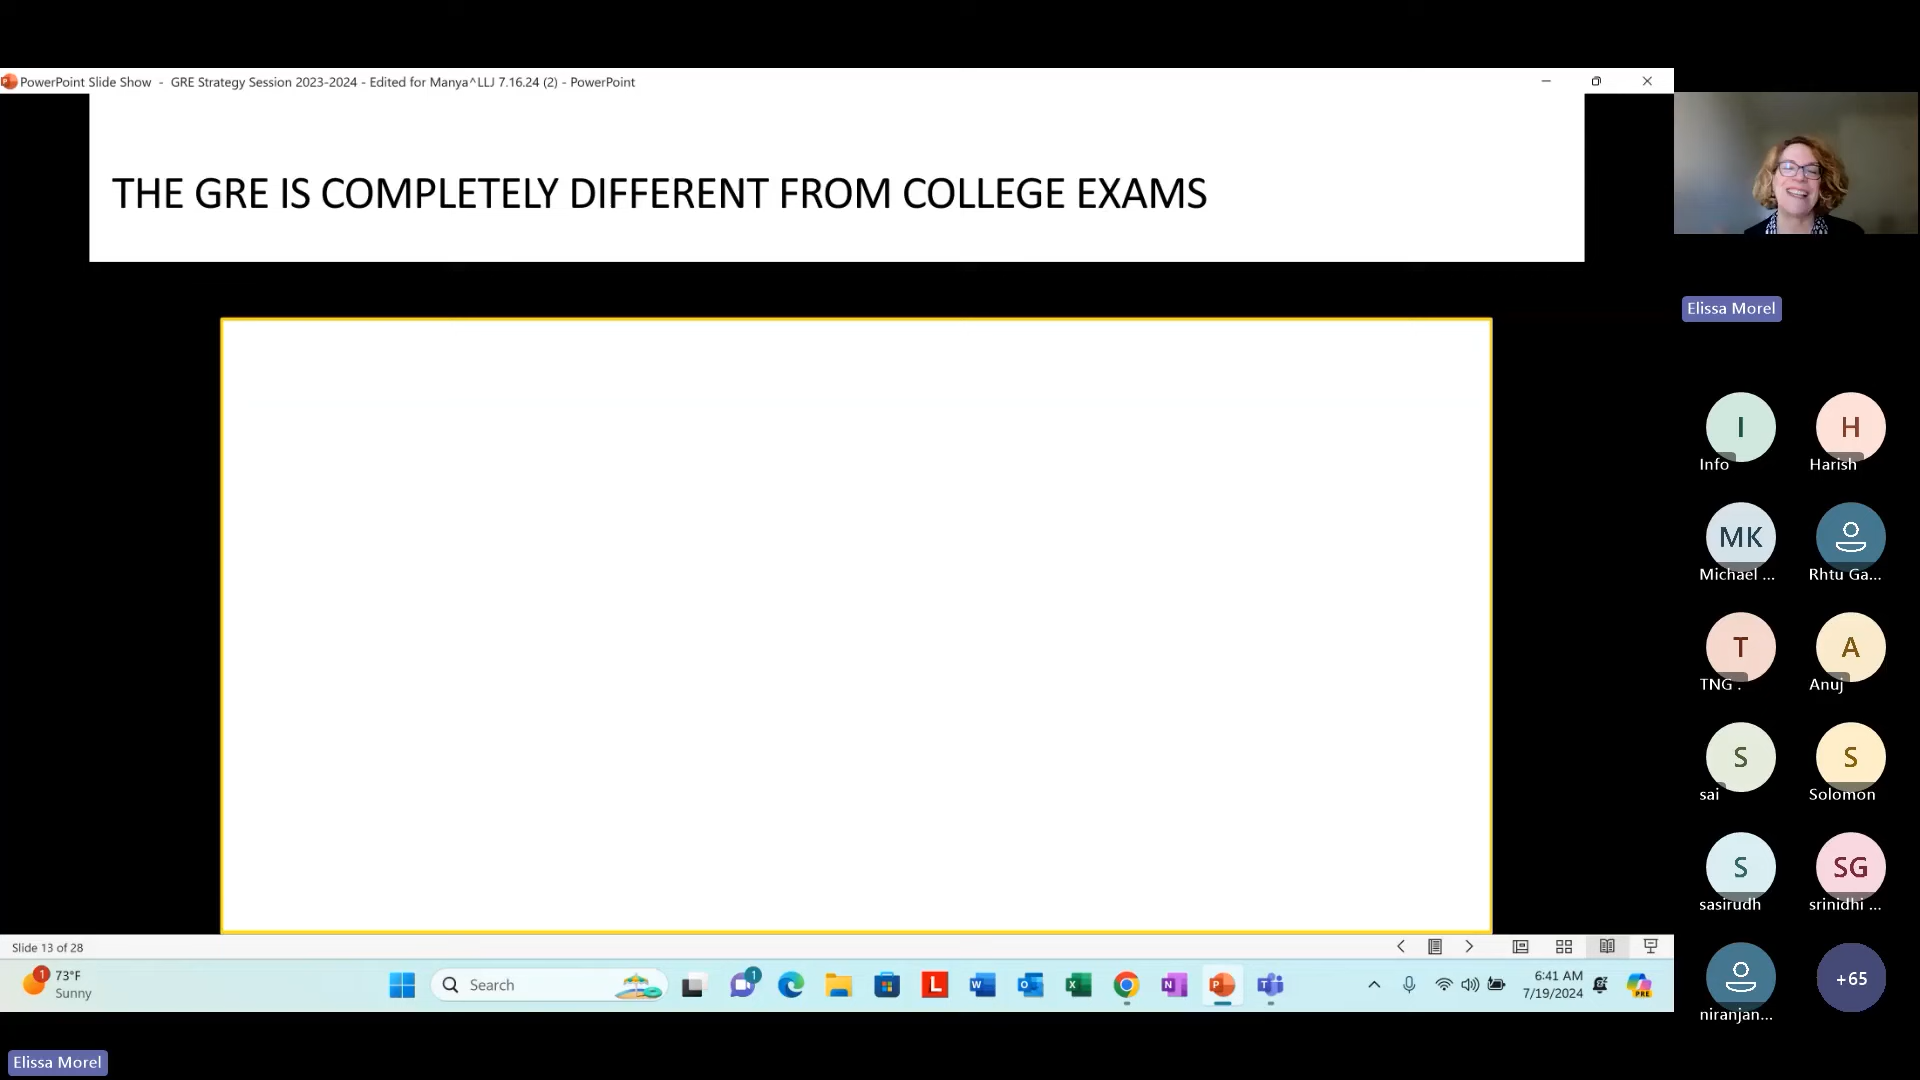 PowerPoint Slide Show - GRE Strategy Session 2023-2024 - Edited for Manya^LLJ 7.16.24 (2) - PowerPoint
THE GRE IS COMPLETELY DIFFERENT FROM COLLEGE EXAMS
Elissa Morel
I
H
Info
Harish
MK
Michael ...
Rhtu Ga...
T
A
TNG .
Anuj
S
S
sai
Solomon
S
SG
sasirudh
srinidhi ...
+65
niranjan...
Slide 13 of 28
1
73°F
Sunny
Search
1
L
W
O
X
N
P
T
PRE
6:41 AM
7/19/2024
Elissa Morel